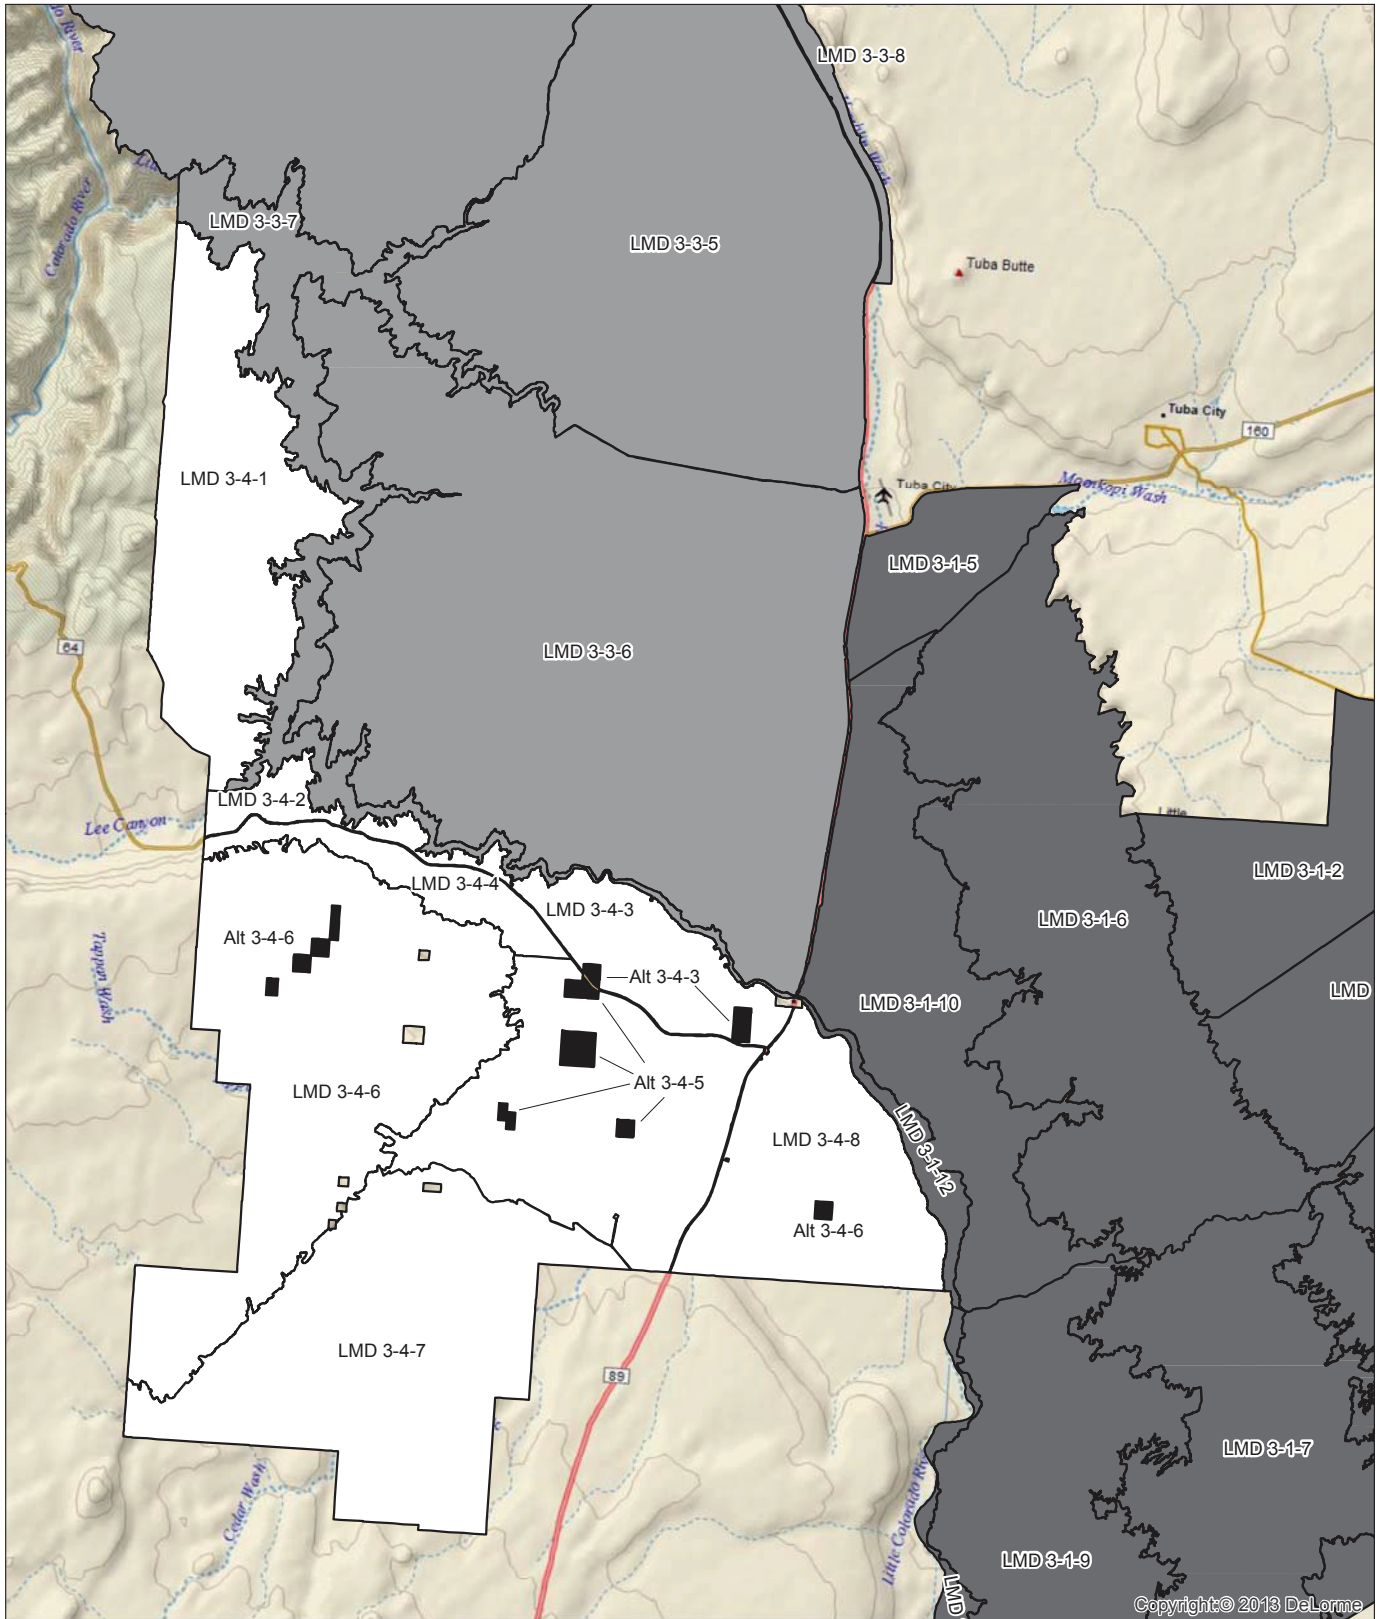 LMD 3-3-8
LMD 3-3-7
LMD 3-3-5
Colorado River
Tuba Butte
Tuba City
160
LMD 3-4-1
Tuba City
Moenkopi Wash
LMD 3-1-5
64
LMD 3-3-6
LMD 3-4-2
Lee Canyon
Little
LMD 3-1-2
LMD 3-4-4
LMD 3-4-3
LMD 3-1-6
Alt 3-4-6
Tappan Wash
Alt 3-4-3
LMD
LMD 3-1-10
Alt 3-4-5
LMD 3-4-6
LMD 3-4-8
LMD 3-1-12
Alt 3-4-6
LMD 3-4-7
89
LMD 3-1-7
Cedar Wash
Little Colorado Riv
LMD 3-1-9
LMD
Copyright:© 2013 DeLorme